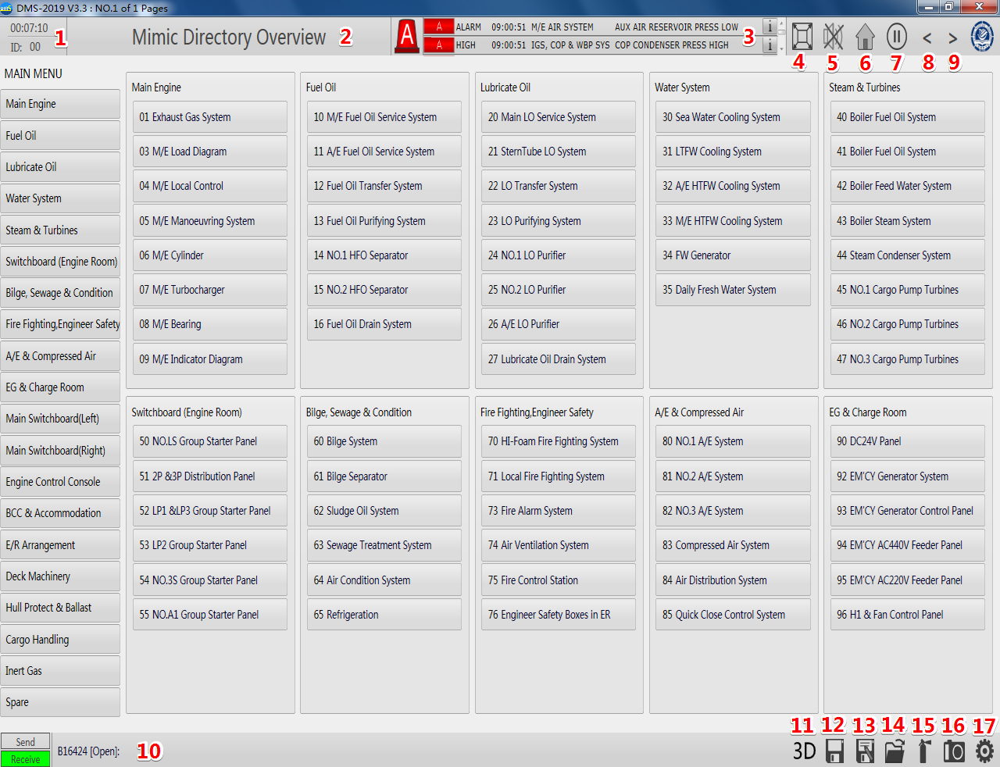 DMS-2019 V3.3 : NO.1 of 1 Pages
00:07:10
ID: 00
1
Mimic Directory Overview
2
A
A ALARM 09:00:51 M/E AIR SYSTEM AUX AIR RESERVOIR PRESS LOW
A HIGH 09:00:51 IGS, COP & WBP SYS COP CONDENSER PRESS HIGH
3
4 5 6 7 8 9
MAIN MENU
Main Engine
Fuel Oil
Lubricate Oil
Water System
Steam & Turbines
Switchboard (Engine Room)
Bilge, Sewage & Condition
Fire Fighting,Engineer Safety
A/E & Compressed Air
EG & Charge Room
Main Switchboard(Left)
Main Switchboard(Right)
Engine Control Console
BCC & Accommodation
E/R Arrangement
Deck Machinery
Hull Protect & Ballast
Cargo Handling
Inert Gas
Spare
Main Engine
01 Exhaust Gas System
03 M/E Load Diagram
04 M/E Local Control
05 M/E Manoeuvring System
06 M/E Cylinder
07 M/E Turbocharger
08 M/E Bearing
09 M/E Indicator Diagram
Fuel Oil
10 M/E Fuel Oil Service System
11 A/E Fuel Oil Service System
12 Fuel Oil Transfer System
13 Fuel Oil Purifying System
14 NO.1 HFO Separator
15 NO.2 HFO Separator
16 Fuel Oil Drain System
Lubricate Oil
20 Main LO Service System
21 SternTube LO System
22 LO Transfer System
23 LO Purifying System
24 NO.1 LO Purifier
25 NO.2 LO Purifier
26 A/E LO Purifier
27 Lubricate Oil Drain System
Water System
30 Sea Water Cooling System
31 LTFW Cooling System
32 A/E HTFW Cooling System
33 M/E HTFW Cooling System
34 FW Generator
35 Daily Fresh Water System
Steam & Turbines
40 Boiler Fuel Oil System
41 Boiler Fuel Oil System
42 Boiler Feed Water System
43 Boiler Steam System
44 Steam Condenser System
45 NO.1 Cargo Pump Turbines
46 NO.2 Cargo Pump Turbines
47 NO.3 Cargo Pump Turbines
Switchboard (Engine Room)
50 NO.LS Group Starter Panel
51 2P &3P Distribution Panel
52 LP1 &LP3 Group Starter Panel
53 LP2 Group Starter Panel
54 NO.3S Group Starter Panel
55 NO.A1 Group Starter Panel
Bilge, Sewage & Condition
60 Bilge System
61 Bilge Separator
62 Sludge Oil System
63 Sewage Treatment System
64 Air Condition System
65 Refrigeration
Fire Fighting,Engineer Safety
70 HI-Foam Fire Fighting System
71 Local Fire Fighting System
73 Fire Alarm System
74 Air Ventilation System
75 Fire Control Station
76 Engineer Safety Boxes in ER
A/E & Compressed Air
80 NO.1 A/E System
81 NO.2 A/E System
82 NO.3 A/E System
83 Compressed Air System
84 Air Distribution System
85 Quick Close Control System
EG & Charge Room
90 DC24V Panel
92 EM'CY Generator System
93 EM'CY Generator Control Panel
94 EM'CY AC440V Feeder Panel
95 EM'CY AC220V Feeder Panel
96 H1 & Fan Control Panel
Send
Receive
B16424 [Open]:
10
11 12 13 14 15 16 17
3D